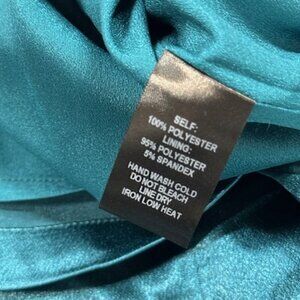 SELF:
100% POLYESTER
LINING:
95% POLYESTER
5% SPANDEX
HAND WASH COLD
DO NOT BLEACH
LINE DRY
IRON LOW HEAT